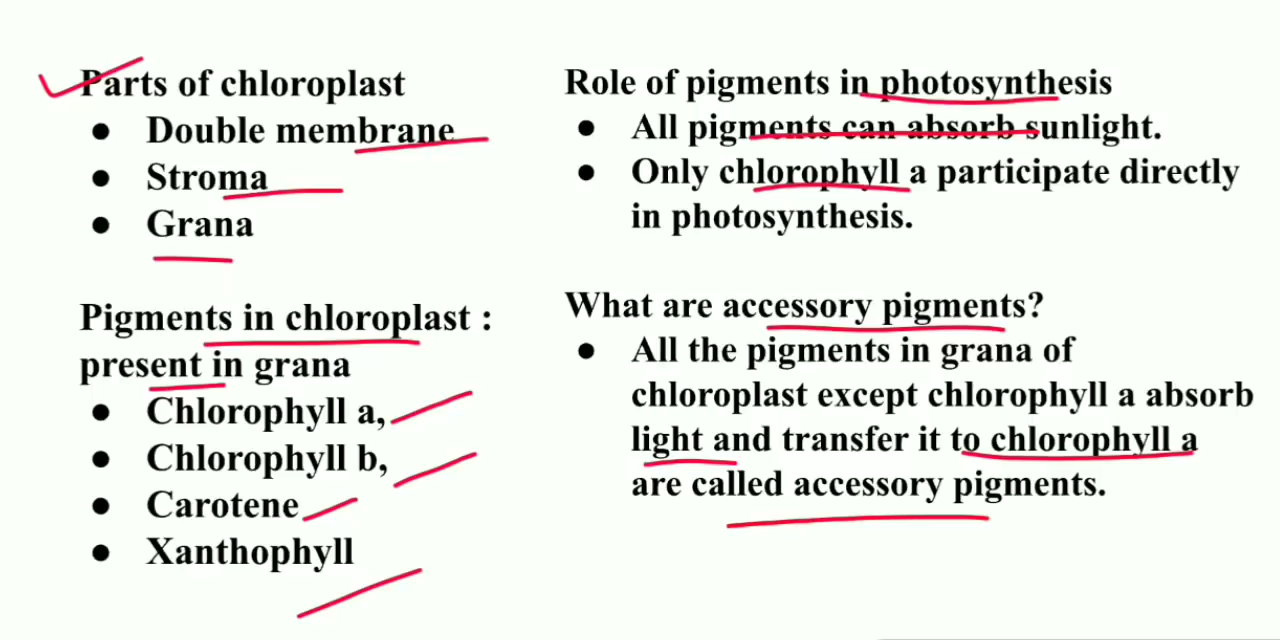 Parts of chloroplast
● Double membrane
● Stroma
● Grana
Pigments in chloroplast :
present in grana
● Chlorophyll a,
● Chlorophyll b,
● Carotene
● Xanthophyll
Role of pigments in photosynthesis
● All pigments can absorb sunlight.
● Only chlorophyll a participate directly
in photosynthesis.
What are accessory pigments?
● All the pigments in grana of
chloroplast except chlorophyll a absorb
light and transfer it to chlorophyll a
are called accessory pigments.